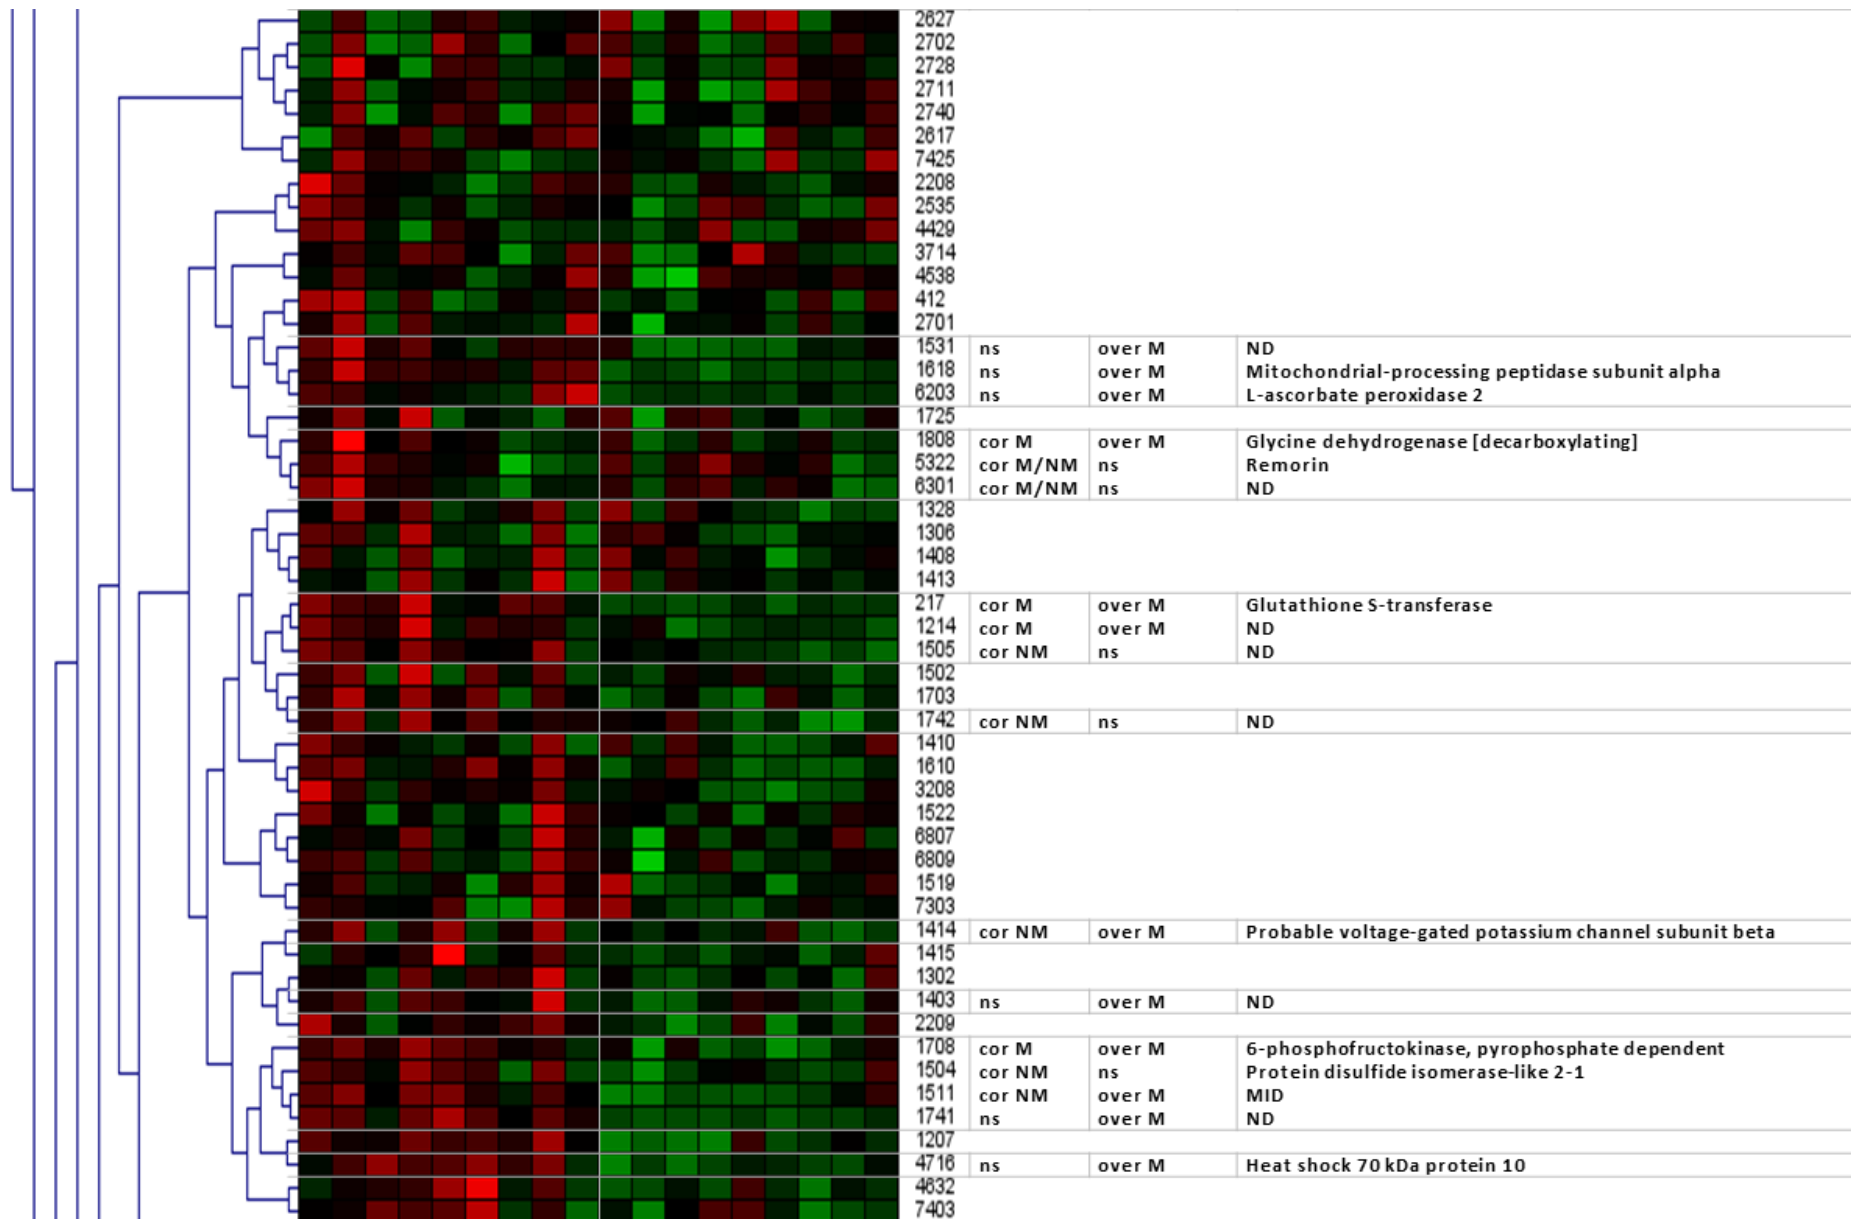 2627
2702
2728
2711
2740
2617
7425
2208
2535
4429
3714
4538
412
2701
1531 ns over M ND
1618 ns over M Mitochondrial-processing peptidase subunit alpha
6203 ns over M L-ascorbate peroxidase 2
1725
1808 cor M over M Glycine dehydrogenase [decarboxylating]
5322 cor M/NM ns Remorin
6301 cor M/NM ns ND
1328
1306
1408
1413
217 cor M over M Glutathione S-transferase
1214 cor M over M ND
1505 cor NM ns ND
1502
1703
1742 cor NM ns ND
1410
1610
3208
1522
6807
6809
1519
7303
1414 cor NM over M Probable voltage-gated potassium channel subunit beta
1415
1302
1403 ns over M ND
2209
1708 cor M over M 6-phosphofructokinase, pyrophosphate dependent
1504 cor NM ns Protein disulfide isomerase-like 2-1
1511 cor NM over M MID
1741 ns over M ND
1207
4716 ns over M Heat shock 70 kDa protein 10
4632
7403